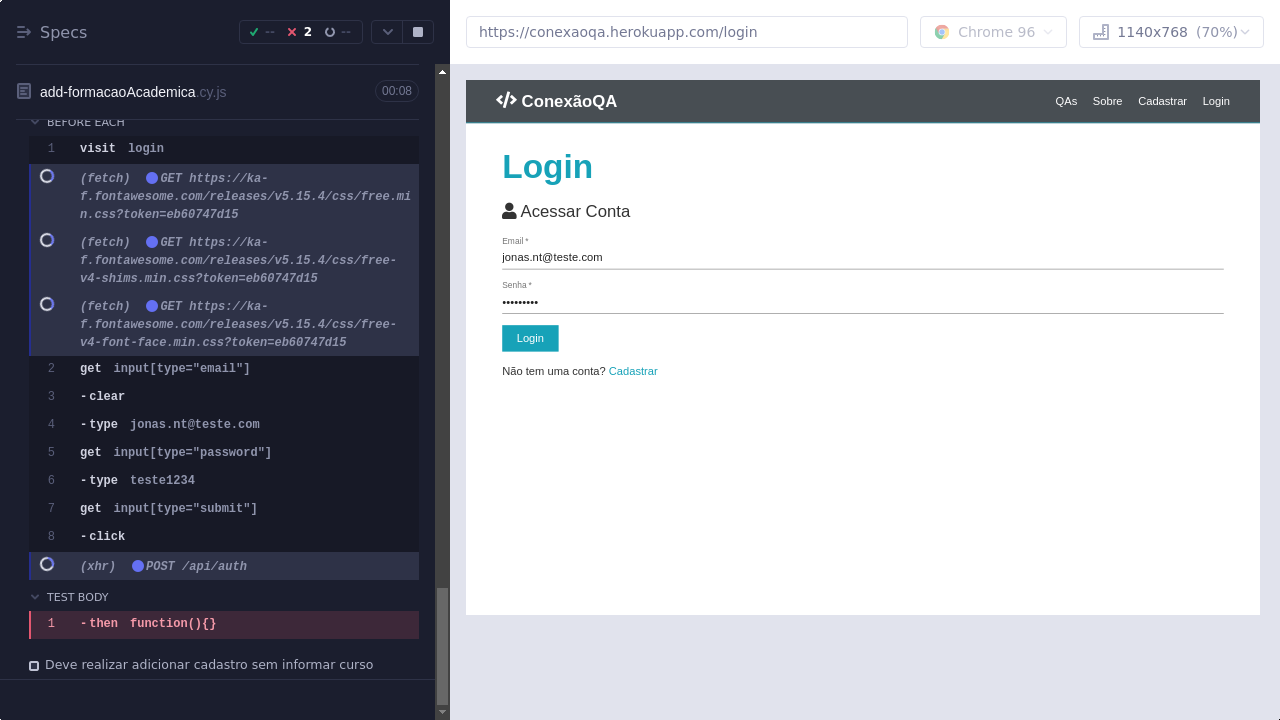 Specs
--
2
--
https://conexaoqa.herokuapp.com/login
Chrome 96
1140x768 (70%)
add-formacaoAcademica.cy.js
00:08
BEFORE EACH
1 visit login
(fetch) GET https://ka-
f.fontawesome.com/releases/v5.15.4/css/free.mi
n.css?token=eb60747d15
(fetch) GET https://ka-
f.fontawesome.com/releases/v5.15.4/css/free-
v4-shims.min.css?token=eb60747d15
(fetch) GET https://ka-
f.fontawesome.com/releases/v5.15.4/css/free-
v4-font-face.min.css?token=eb60747d15
2 get input[type="email"]
3 -clear
4 -type jonas.nt@teste.com
5 get input[type="password"]
6 -type teste1234
7 get input[type="submit"]
8 -click
(xhr) POST /api/auth
TEST BODY
1 -then function(){}
Deve realizar adicionar cadastro sem informar curso
ConexãoQA
QAs
Sobre
Cadastrar
Login
Login
Acessar Conta
Email *
jonas.nt@teste.com
Senha *
•••••••••
Login
Não tem uma conta? Cadastrar